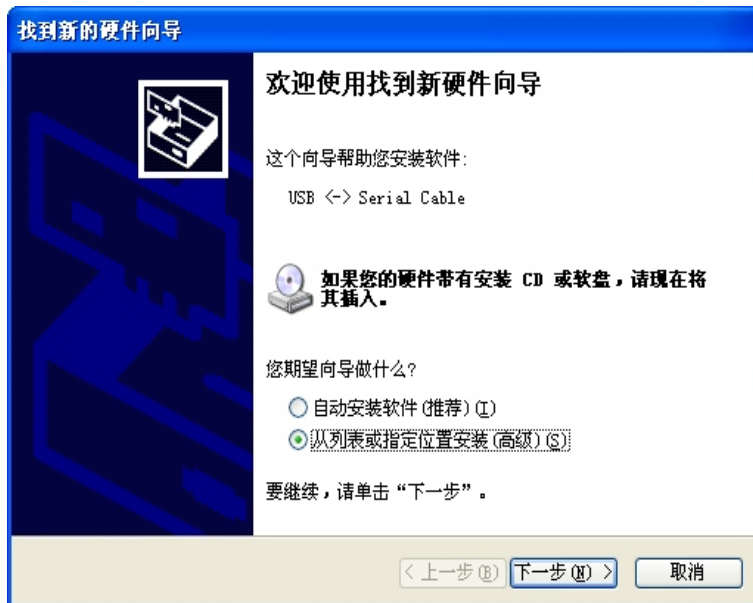 找到新的硬件向导
欢迎使用找到新硬件向导
这个向导帮助您安装软件:
USB <-> Serial Cable
如果您的硬件带有安装 CD 或软盘，请现在将
其插入。
您期望向导做什么?
自动安装软件(推荐)(I)
从列表或指定位置安装(高级)(S)
要继续，请单击“下一步”。
< 上一步(B) 下一步(N) > 取消